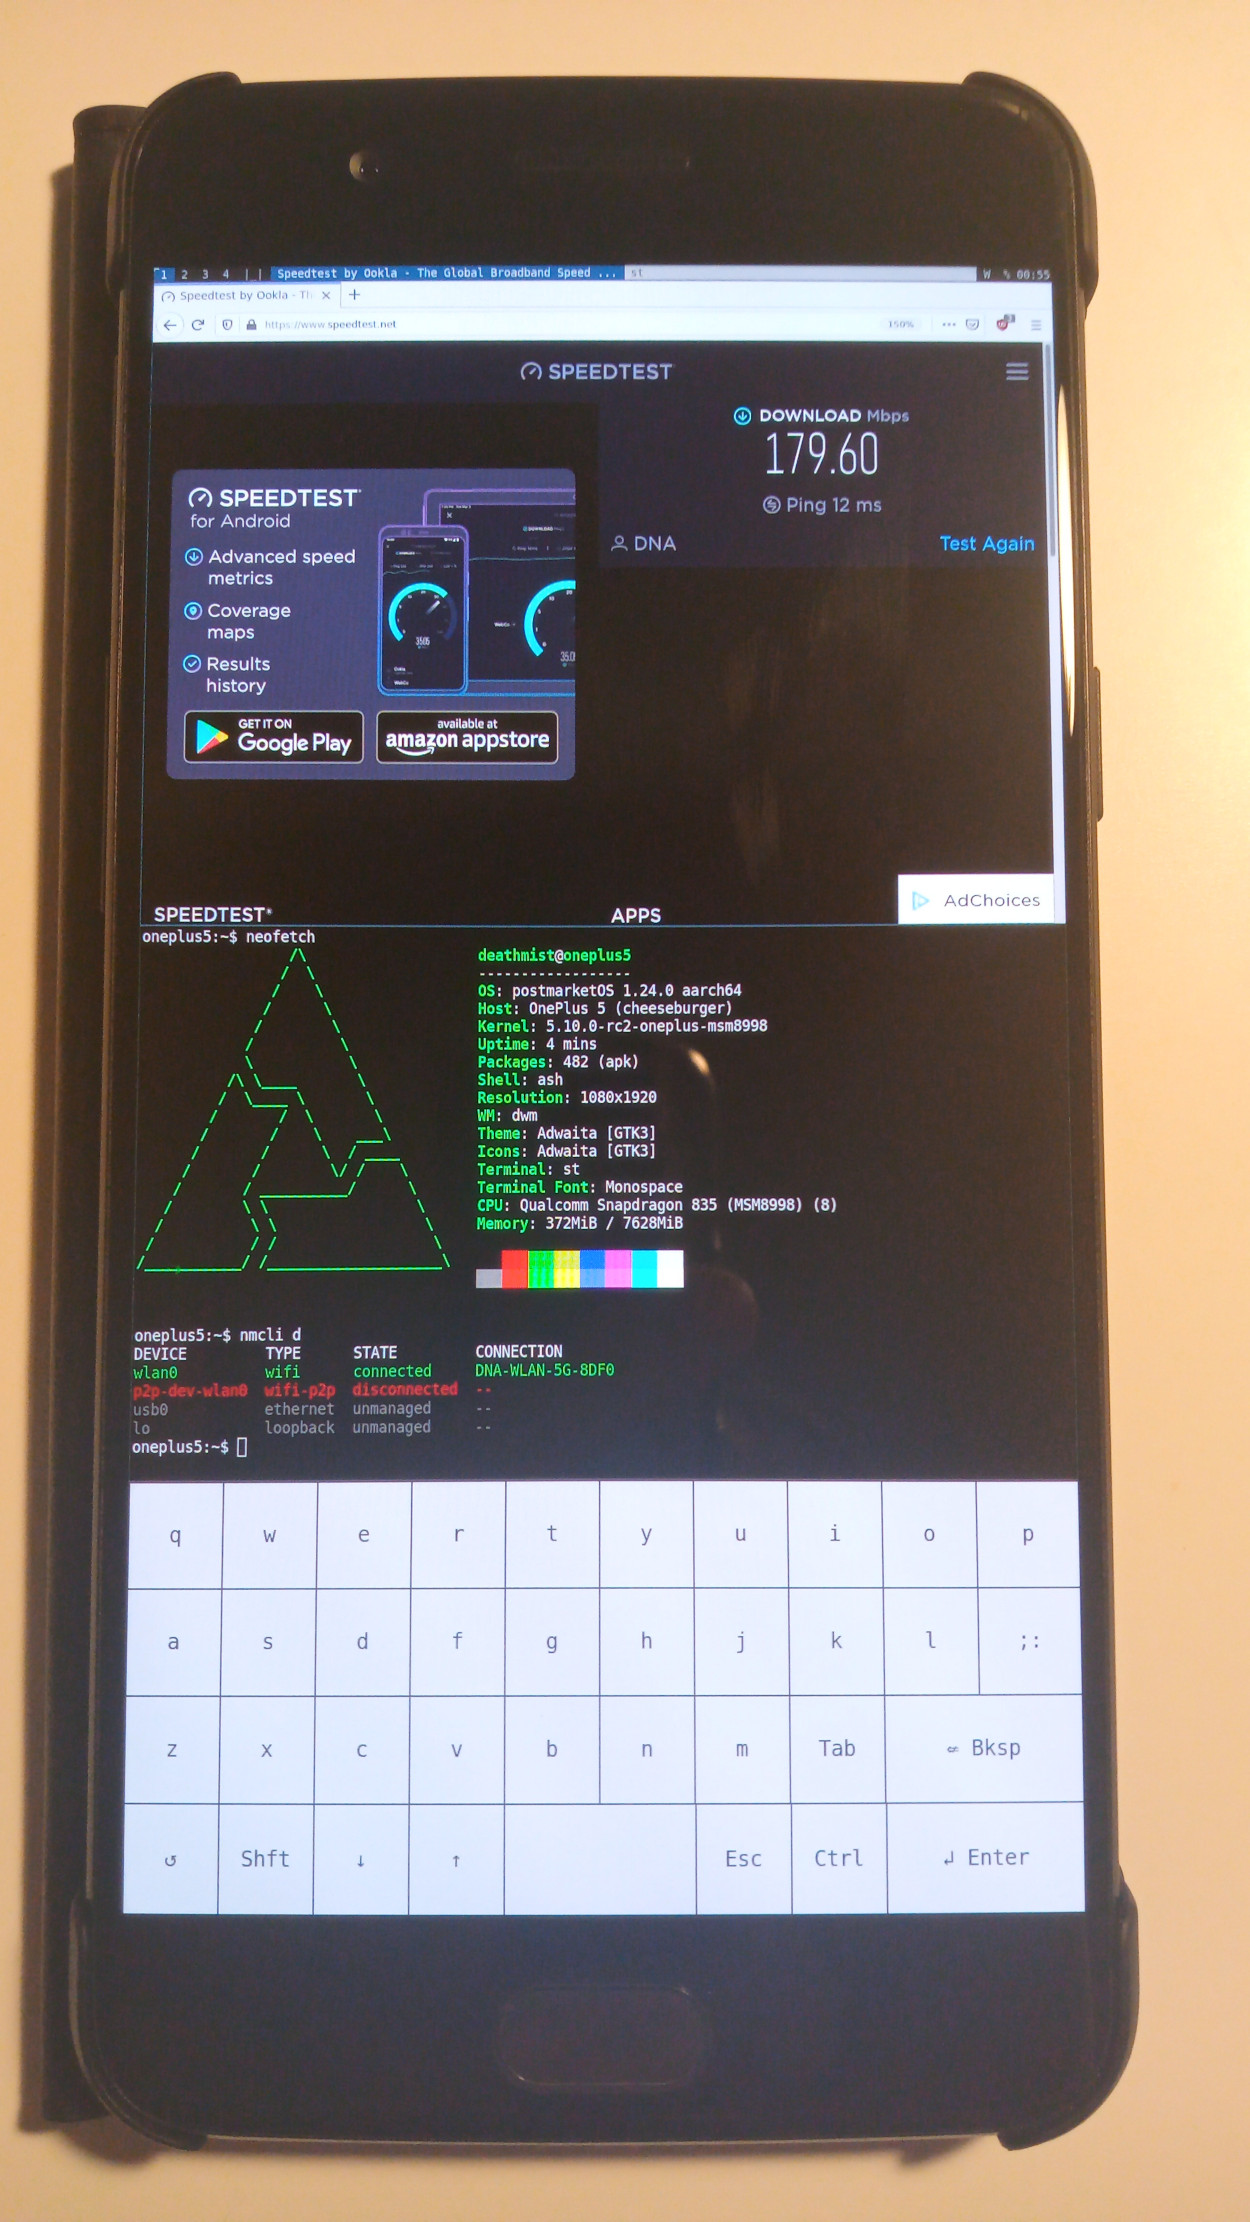 1 2 3 4 | | Speedtest by Ookla - The Global Broadband Speed ... st W % 00:55
Speedtest by Ookla - Th × +
https://www.speedtest.net 150% ...
SPEEDTEST
DOWNLOAD Mbps
179.60
Ping 12 ms
DNA Test Again
SPEEDTEST
for Android
Advanced speed
metrics
Coverage
maps
Results
history
GET IT ON
Google Play
available at
amazon appstore
AdChoices
SPEEDTEST® APPS
oneplus5:~$ neofetch
deathmist@oneplus5
------------------
OS: postmarketOS 1.24.0 aarch64
Host: OnePlus 5 (cheeseburger)
Kernel: 5.10.0-rc2-oneplus-msm8998
Uptime: 4 mins
Packages: 482 (apk)
Shell: ash
Resolution: 1080x1920
WM: dwm
Theme: Adwaita [GTK3]
Icons: Adwaita [GTK3]
Terminal: st
Terminal Font: Monospace
CPU: Qualcomm Snapdragon 835 (MSM8998) (8)
Memory: 372MiB / 7628MiB
oneplus5:~$ nmcli d
DEVICE TYPE STATE CONNECTION
wlan0 wifi connected DNA-WLAN-5G-8DF0
p2p-dev-wlan0 wifi-p2p disconnected --
usb0 ethernet unmanaged --
lo loopback unmanaged --
oneplus5:~$
q w e r t y u i o p
a s d f g h j k l ;:
z x c v b n m Tab Bksp
↺ Shft ↓ ↑ Esc Ctrl ↲ Enter